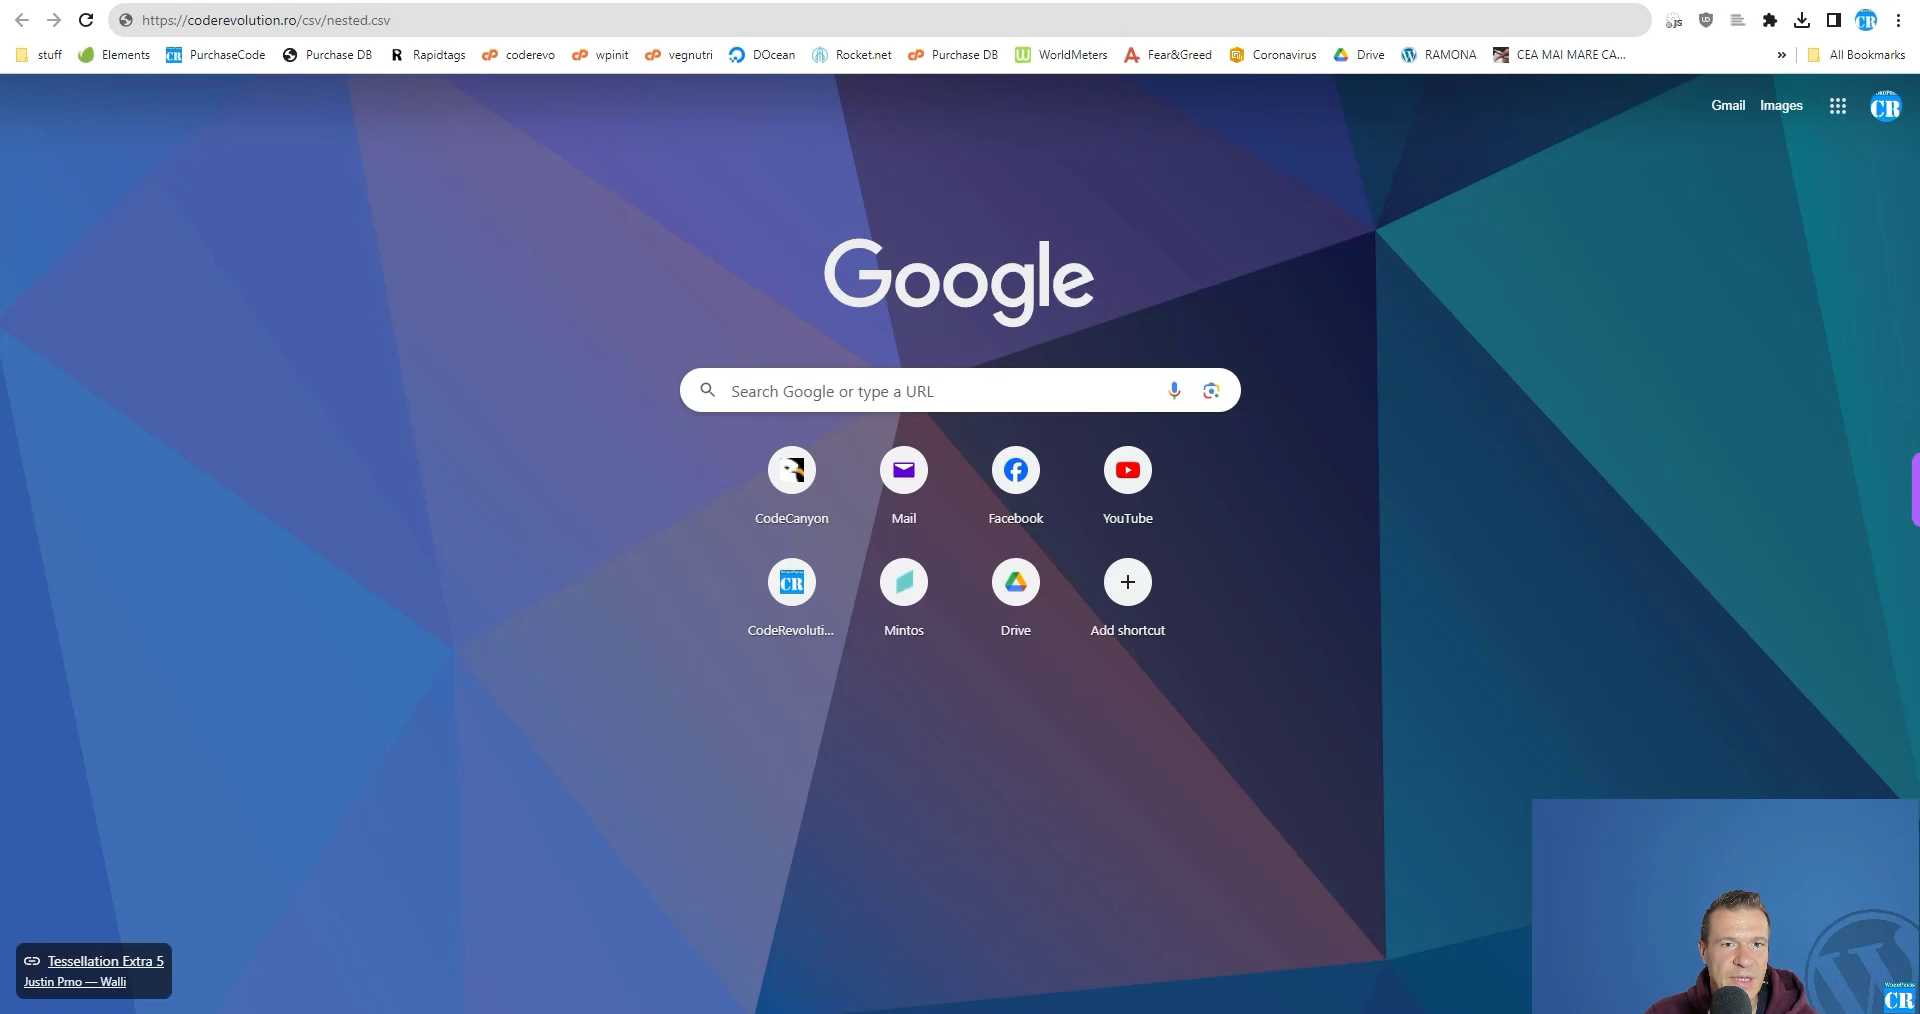 https://coderevolution.ro/csv/nested.csv
JS
stuff
Elements
PurchaseCode
Purchase DB
Rapidtags
coderevo
wpinit
vegnutri
DOcean
Rocket.net
Purchase DB
WorldMeters
Fear&Greed
Coronavirus
Drive
RAMONA
CEA MAI MARE CA...
»
All Bookmarks
Gmail
Images
CR
Google
Search Google or type a URL
CodeCanyon
Mail
Facebook
YouTube
CR
CodeRevoluti...
Mintos
Drive
Add shortcut
Tessellation Extra 5
Justin Prno — Walli
WORDPRESS
CR